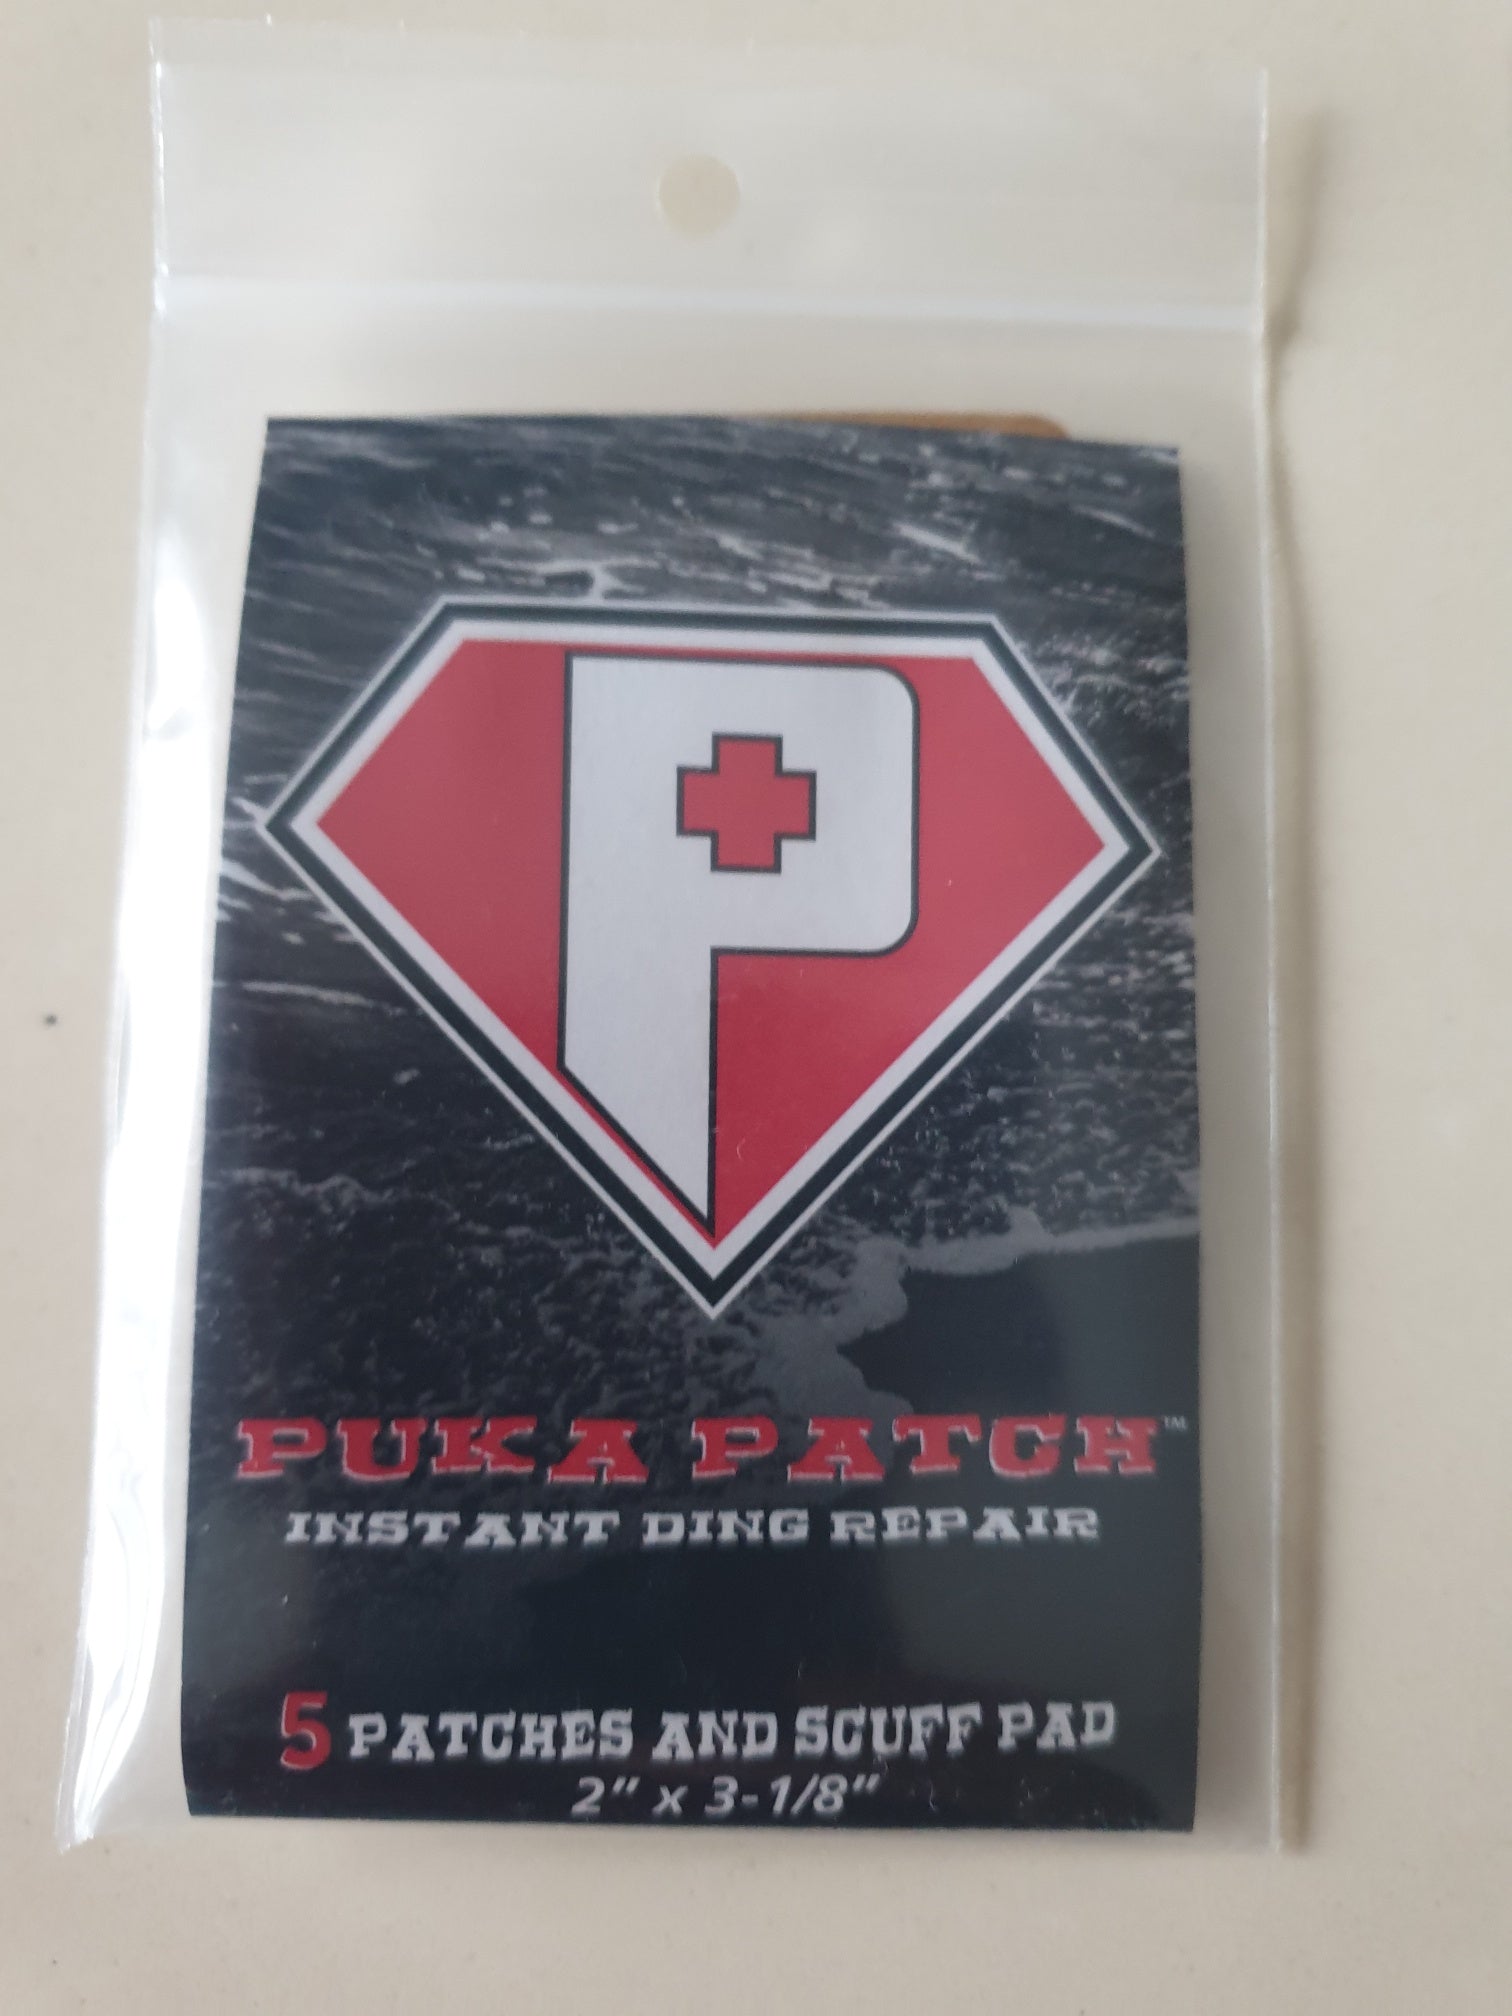 P
PUKA PATCH™
INSTANT DING REPAIR
5 PATCHES AND SCUFF PAD
2" x 3-1/8"